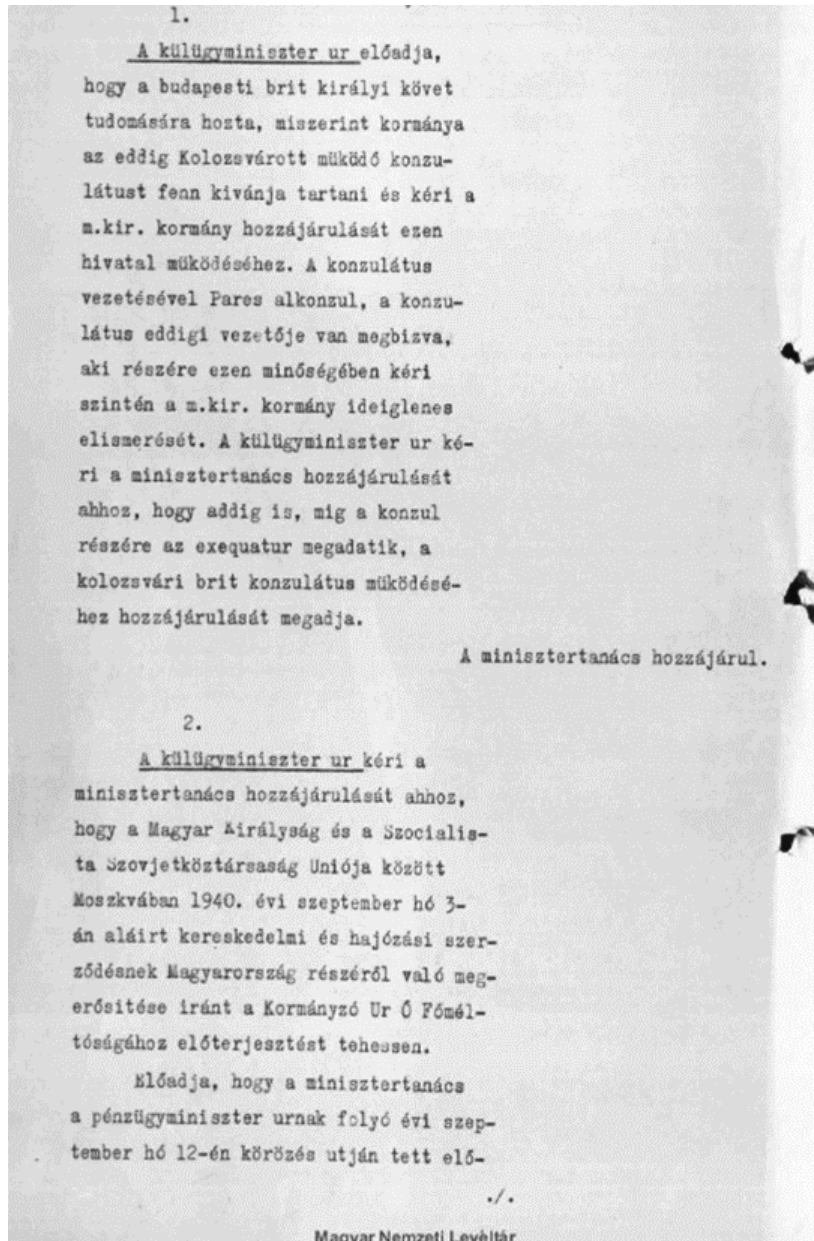 1.
A külügyminiszter ur előadja,
hogy a budapesti brit királyi követ
tudomására hozta, miszerint kormánya
az eddig Kolozsvárott müködő konzu-
látust fenn kivánja tartani és kéri a
m.kir. kormány hozzájárulását ezen
hivatal müködéséhez. A konzulátus
vezetésével Pares alkonzul, a konzu-
látus eddigi vezetője van megbizva,
aki részére ezen minőségében kéri
szintén a m.kir. kormány ideiglenes
elismerését. A külügyminiszter ur ké-
ri a minisztertanács hozzájárulását
ahhoz, hogy addig is, mig a konzul
részére az exequatur megadatik, a
kolozsvári brit konzulátus müködésé-
hez hozzájárulását megadja.
A minisztertanács hozzájárul.
2.
A külügyminiszter ur kéri a
minisztertanács hozzájárulását ahhoz,
hogy a Magyar Királyság és a Szocialis-
ta Szovjetköztársaság Uniója között
Moszkvában 1940. évi szeptember hó 3-
án aláirt kereskedelmi és hajózási szer-
ződésnek Magyarország részéről való meg-
erősitése iránt a Kormányzó Ur Ő Főmél-
tóságához előterjesztést tehessen.
Előadja, hogy a minisztertanács
a pénzügyminiszter urnak folyó évi szep-
tember hó 12-én körözés utján tett elő-
./.
Magyar Nemzeti Levéltár